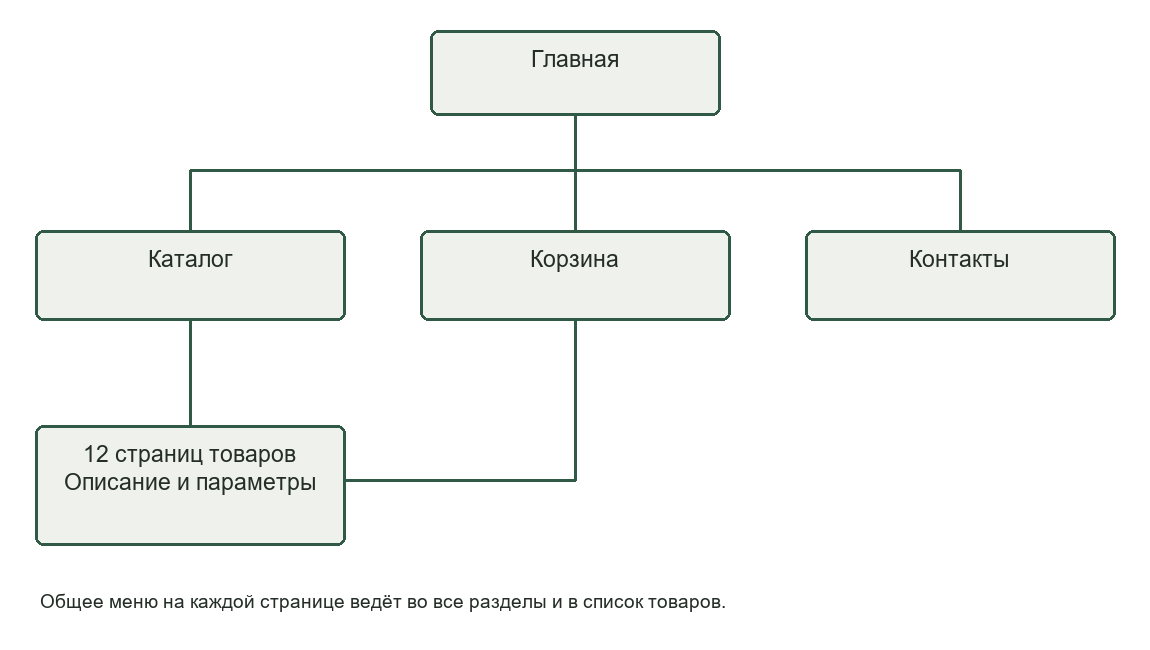 Главная
Каталог
Корзина
Контакты
12 страниц товаров
Описание и параметры
Общее меню на каждой странице ведёт во все разделы и в список товаров.